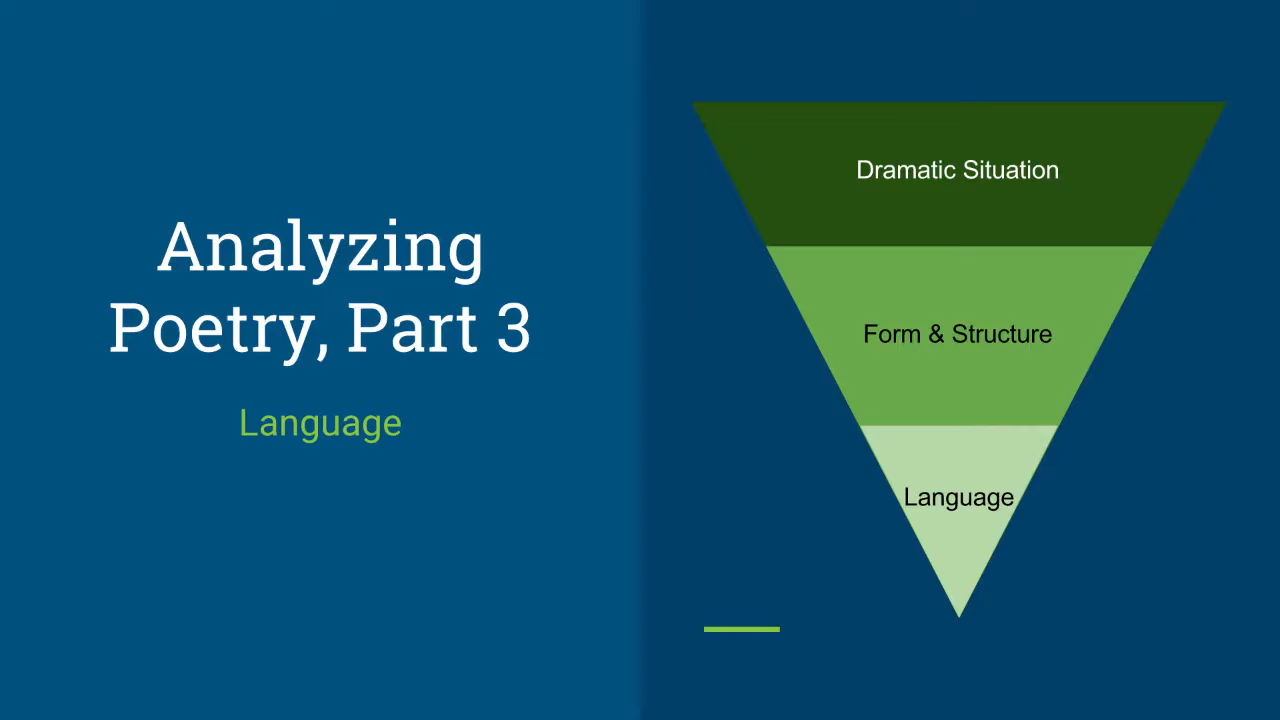 Analyzing
Poetry, Part 3
Language
Dramatic Situation
Form & Structure
Language